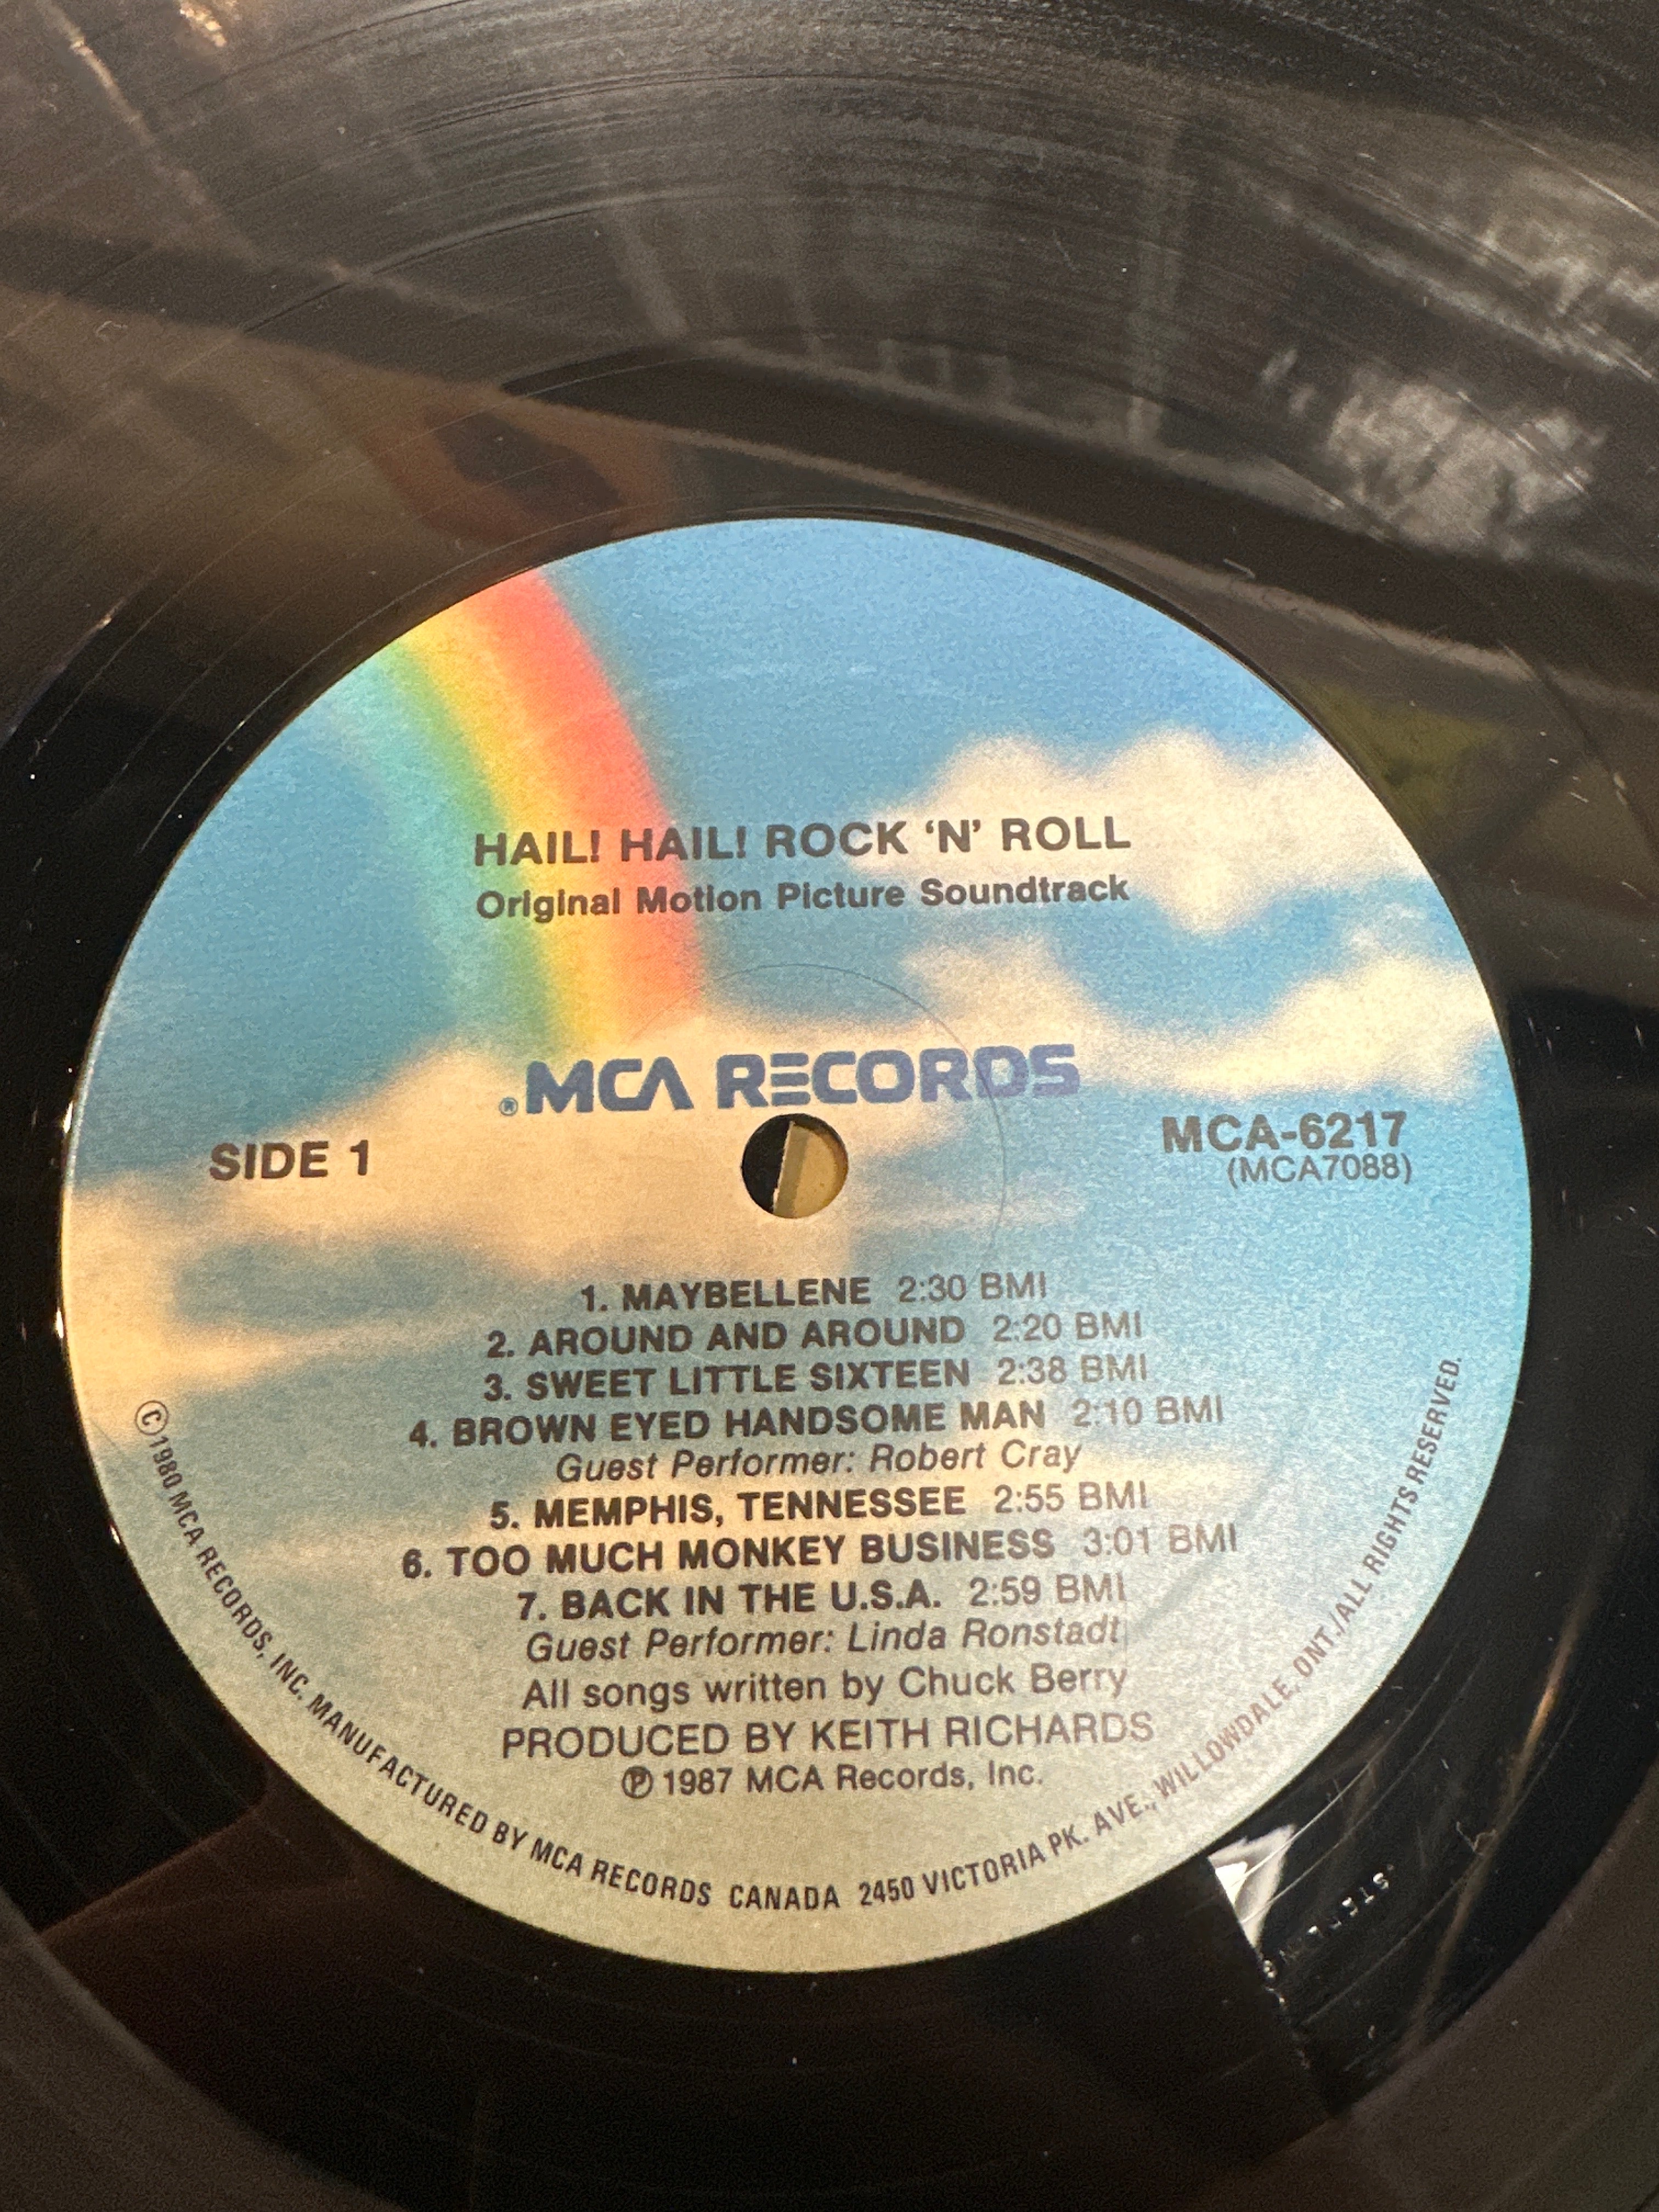 HAIL! HAIL! ROCK ‘N’ ROLL
Original Motion Picture Soundtrack
®MCA RECORDS
SIDE 1
MCA-6217
(MCA7088)
1. MAYBELLENE 2:30 BMI
2. AROUND AND AROUND 2:20 BMI
3. SWEET LITTLE SIXTEEN 2:38 BMI
4. BROWN EYED HANDSOME MAN 2:10 BMI
Guest Performer: Robert Cray
5. MEMPHIS, TENNESSEE 2:55 BMI
6. TOO MUCH MONKEY BUSINESS 3:01 BMI
7. BACK IN THE U.S.A. 2:59 BMI
Guest Performer: Linda Ronstadt
All songs written by Chuck Berry
PRODUCED BY KEITH RICHARDS
℗ 1987 MCA Records, Inc.
©1980 MCA RECORDS, INC. MANUFACTURED BY MCA RECORDS CANADA 2450 VICTORIA PK. AVE., WILLOWDALE, ONT./ALL RIGHTS RESERVED.